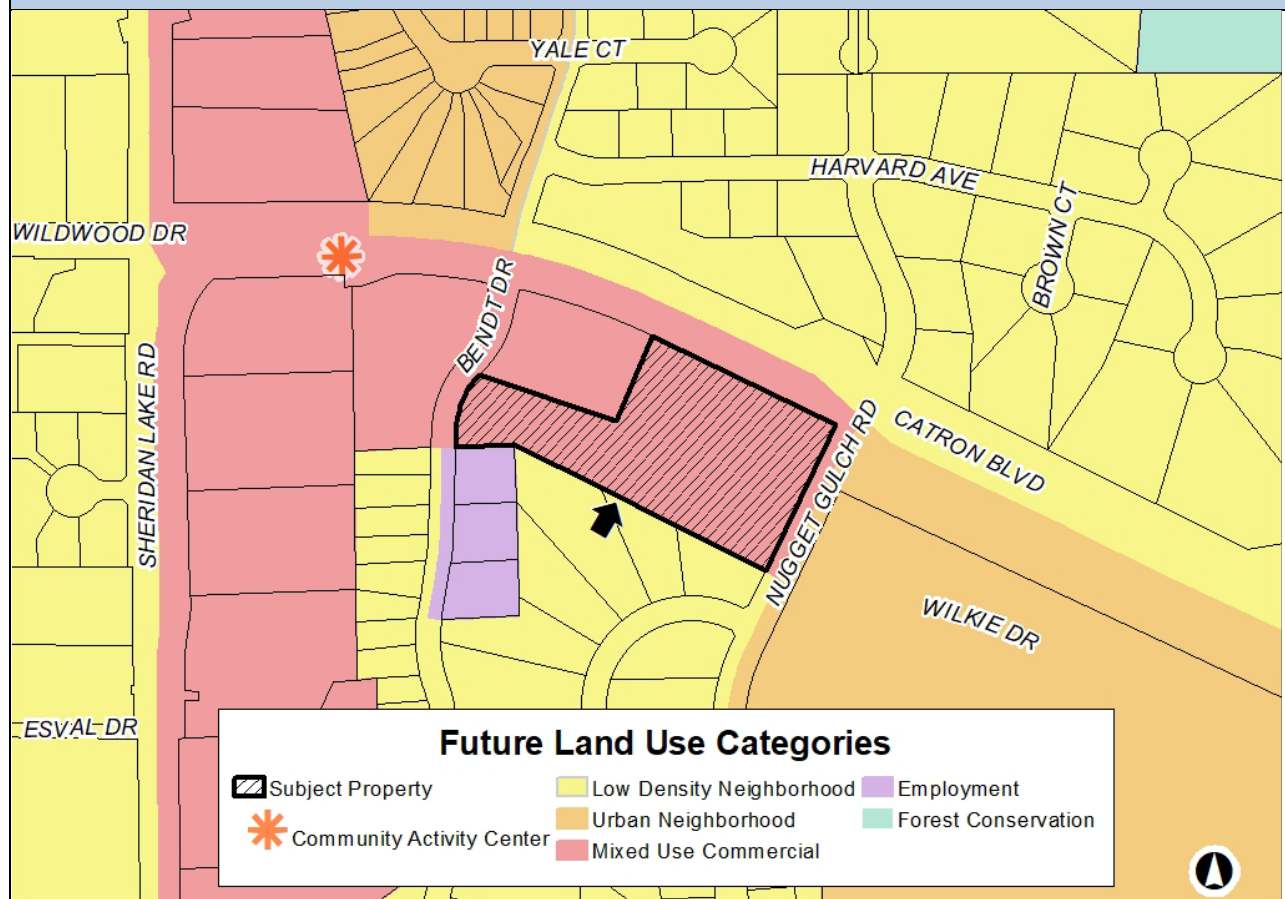 YALE CT
HARVARD AVE
BROWN CT
WILDWOOD DR
BENDT DR
SHERIDAN LAKE RD
NUGGET GULCH RD
CATRON BLVD
WILKIE DR
ESVAL DR
Future Land Use Categories
Subject Property
Community Activity Center
Low Density Neighborhood
Urban Neighborhood
Mixed Use Commercial
Employment
Forest Conservation